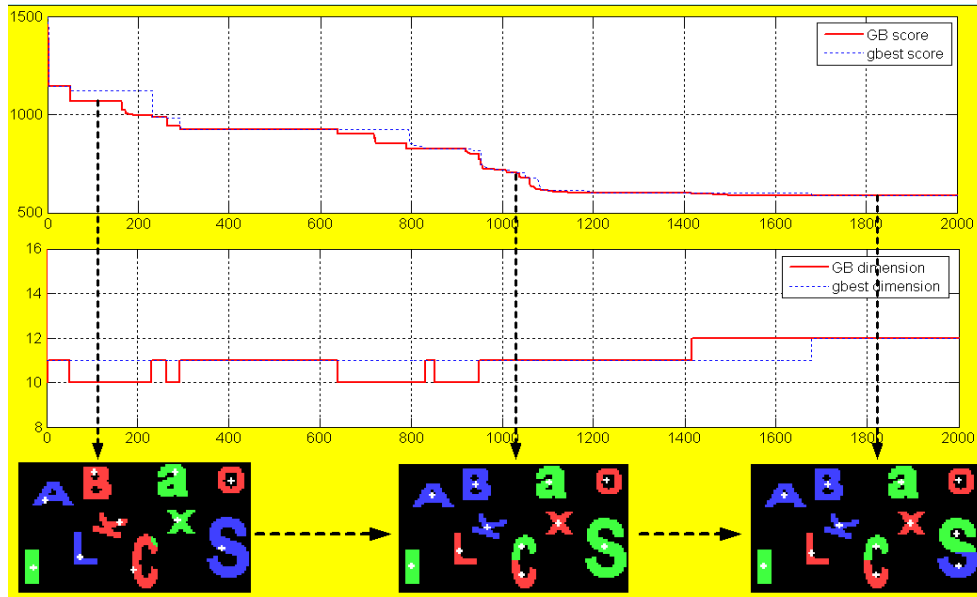 1500
GB score
gbest score
1000
500
0 200 400 600 800 1000 1200 1400 1600 1800 2000
16
GB dimension
gbest dimension
14
12
10
8
0 200 400 600 800 1000 1200 1400 1600 1800 2000
A B a o A B a o A B a o
L X C X S L X C X S L X C X S
I I I